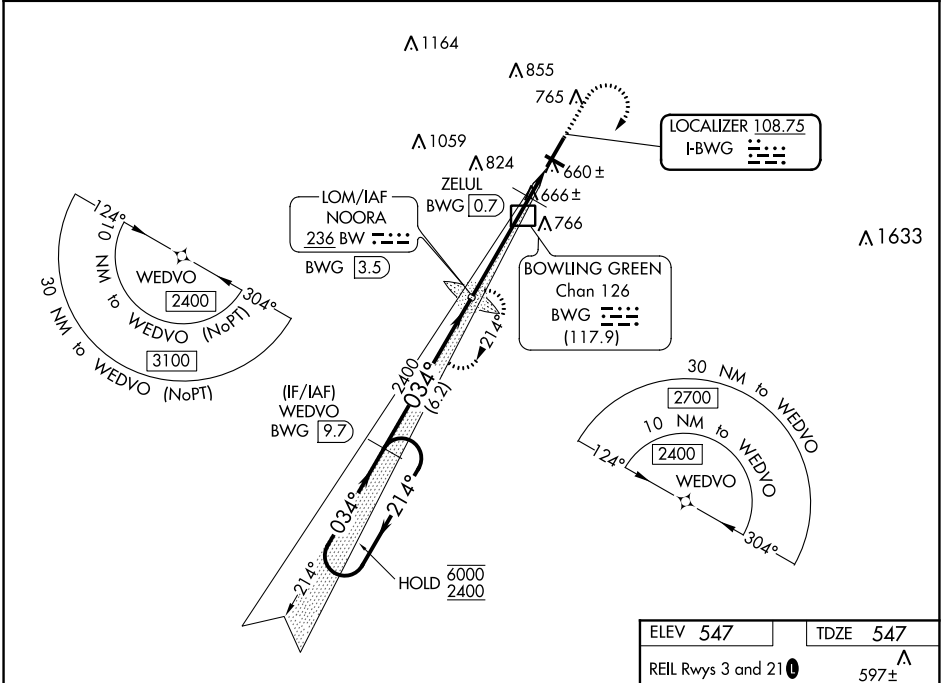 1164
855
765
LOCALIZER 108.75
I-BWG
1059
824
660 ±
ZELUL
BWG 0.7
666 ±
LOM/IAF
NOORA
236 BW
BWG 3.5
766
1633
BOWLING GREEN
Chan 126
BWG
(117.9)
124°
10 NM to WEDVO (NoPT)
WEDVO
2400
304°
30 NM to WEDVO (NoPT)
3100
214°
2400
034°
(6.2)
(IF/IAF)
WEDVO
BWG 9.7
034°
214°
214°
HOLD 6000
2400
30 NM to WEDVO
2700
10 NM to WEDVO
2400
124°
WEDVO
304°
ELEV 547
TDZE 547
REIL Rwys 3 and 21 L
597 ±